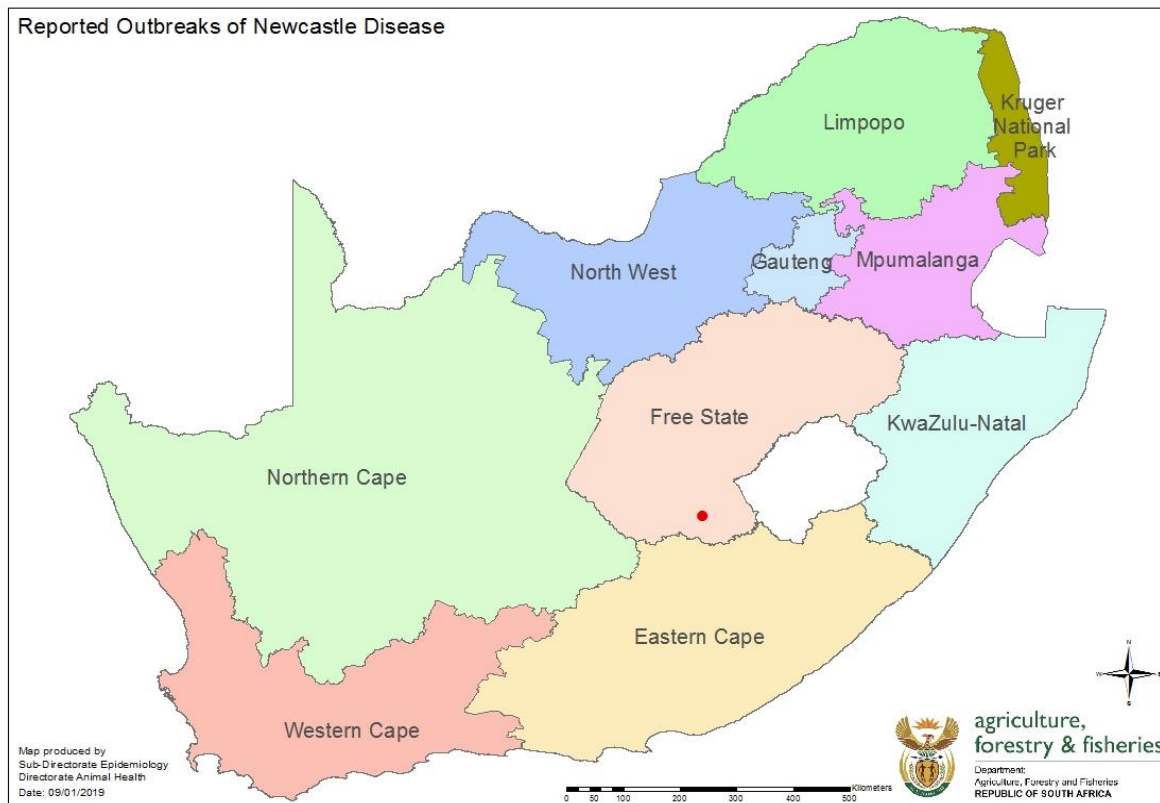 Reported Outbreaks of Newcastle Disease
Limpopo
Kruger
National
Park
North West
Gauteng
Mpumalanga
Free State
KwaZulu-Natal
Northern Cape
Eastern Cape
Western Cape
N
W
E
S
Map produced by
Sub-Directorate Epidemiology
Directorate Animal Health
Date: 09/01/2019
Kilometers
0 50 100 200 300 400 500
agriculture,
forestry & fisheries
Department:
Agriculture, Forestry and Fisheries
REPUBLIC OF SOUTH AFRICA